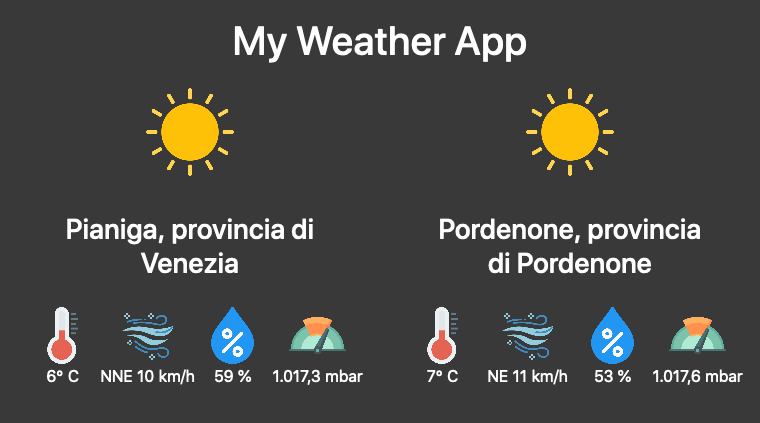 My Weather App
Pianiga, provincia di
Venezia
%
6° C
NNE 10 km/h
59 %
1.017,3 mbar
Pordenone, provincia
di Pordenone
%
7° C
NE 11 km/h
53 %
1.017,6 mbar